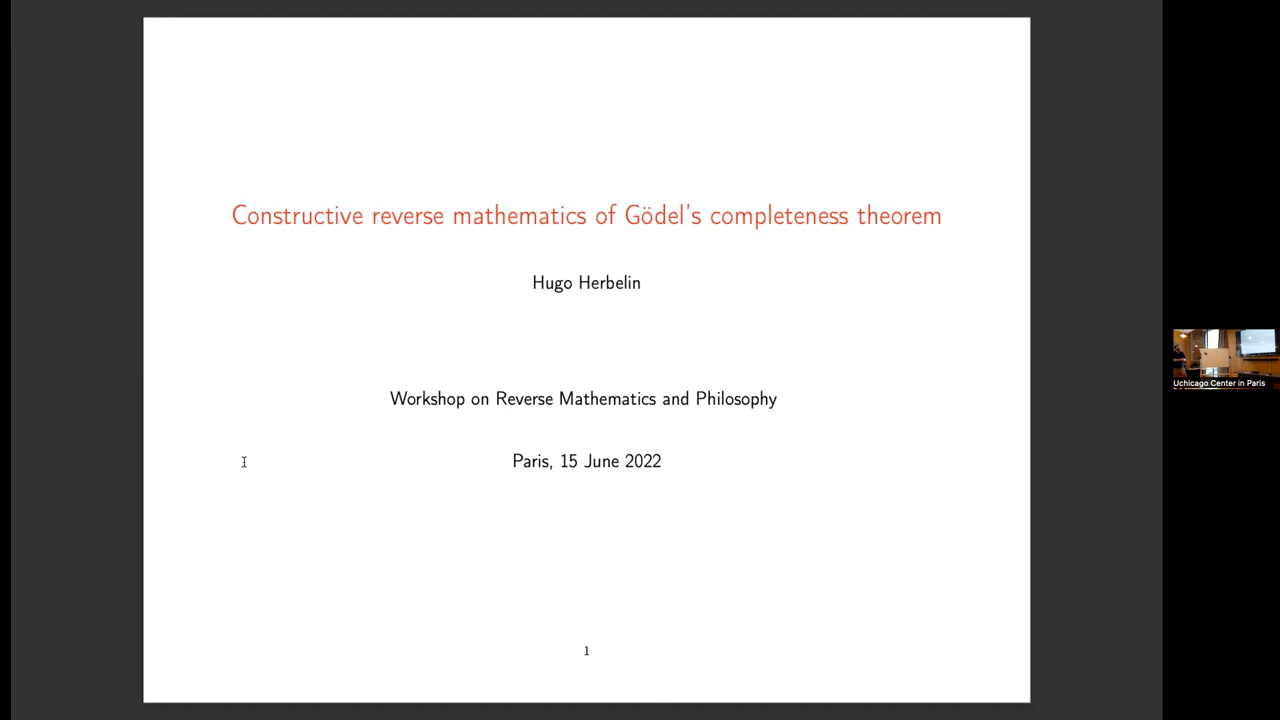 Constructive reverse mathematics of Gödel's completeness theorem
Hugo Herbelin
Workshop on Reverse Mathematics and Philosophy
Paris, 15 June 2022
1
Uchicago Center in Paris